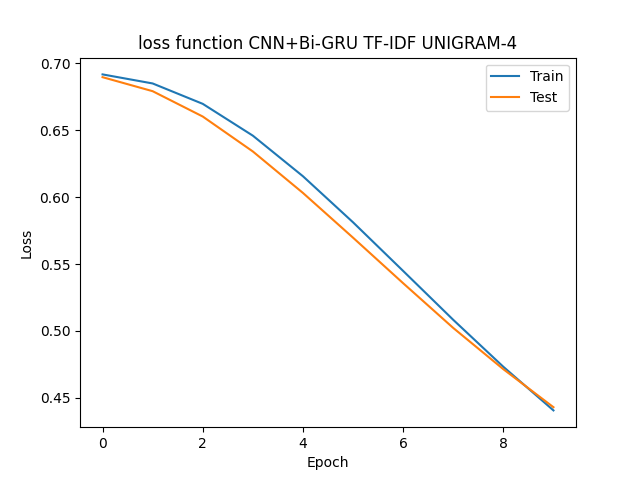 loss function CNN+Bi-GRU TF-IDF UNIGRAM-4
Train
Test
0.70
0.65
0.60
0.55
0.50
0.45
Loss
0 2 4 6 8
Epoch